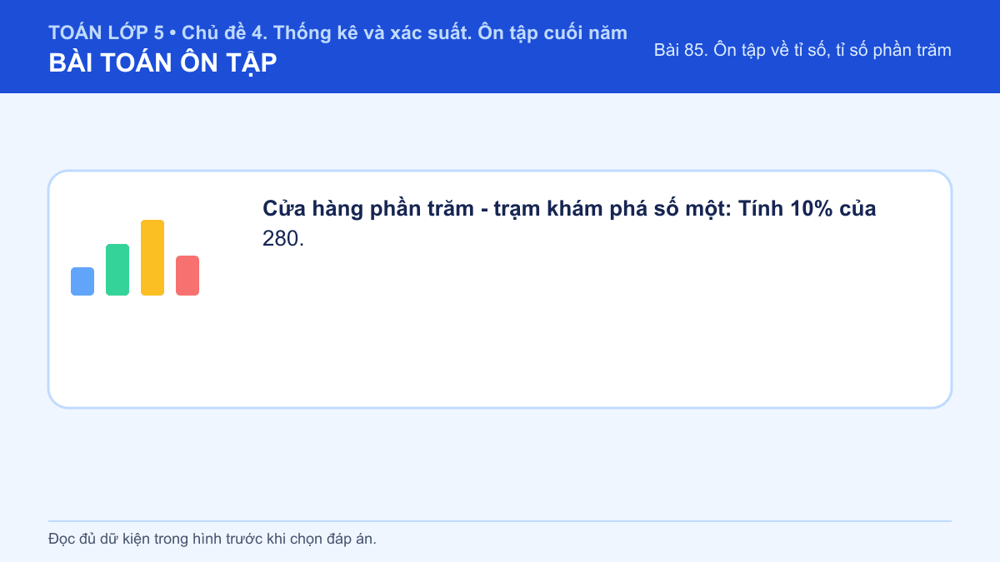 TOÁN LỚP 5 • Chủ đề 4. Thống kê và xác suất. Ôn tập cuối năm
BÀI TOÁN ÔN TẬP
Bài 85. Ôn tập về tỉ số, tỉ số phần trăm
Cửa hàng phần trăm - trạm khám phá số một: Tính 10% của
280.
Đọc đủ dữ kiện trong hình trước khi chọn đáp án.